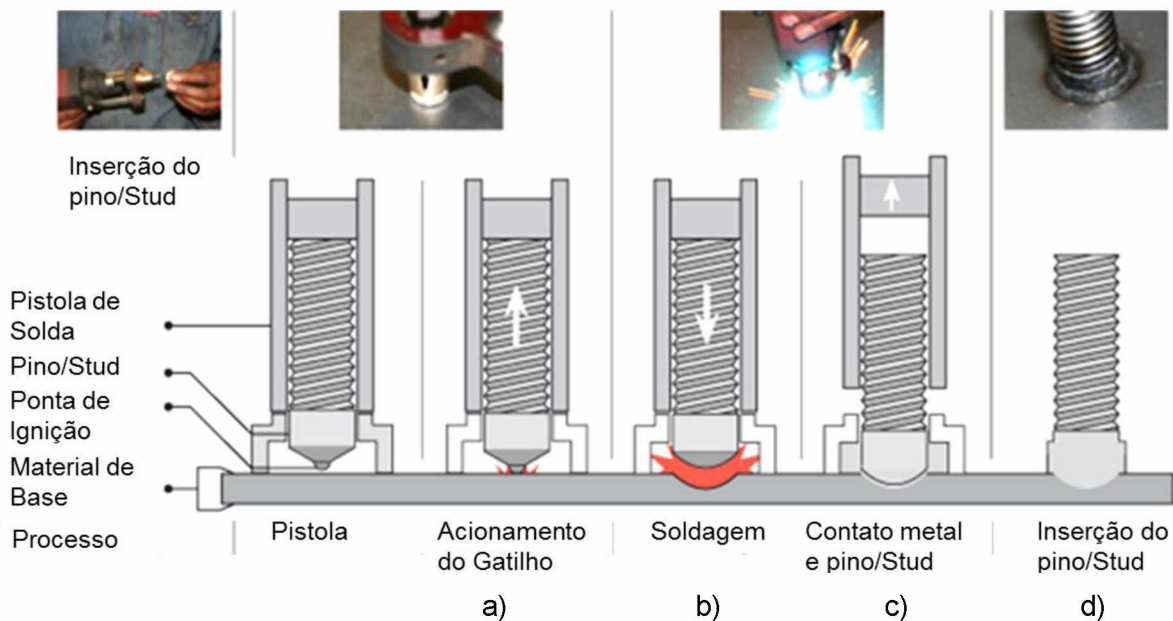 Inserção do
pino/Stud
Pistola de
Solda
Pino/Stud
Ponta de
Ignição
Material de
Base
Processo
Pistola
Acionamento
do Gatilho
Soldagem
Contato metal
e pino/Stud
Inserção do
pino/Stud
a)
b)
c)
d)